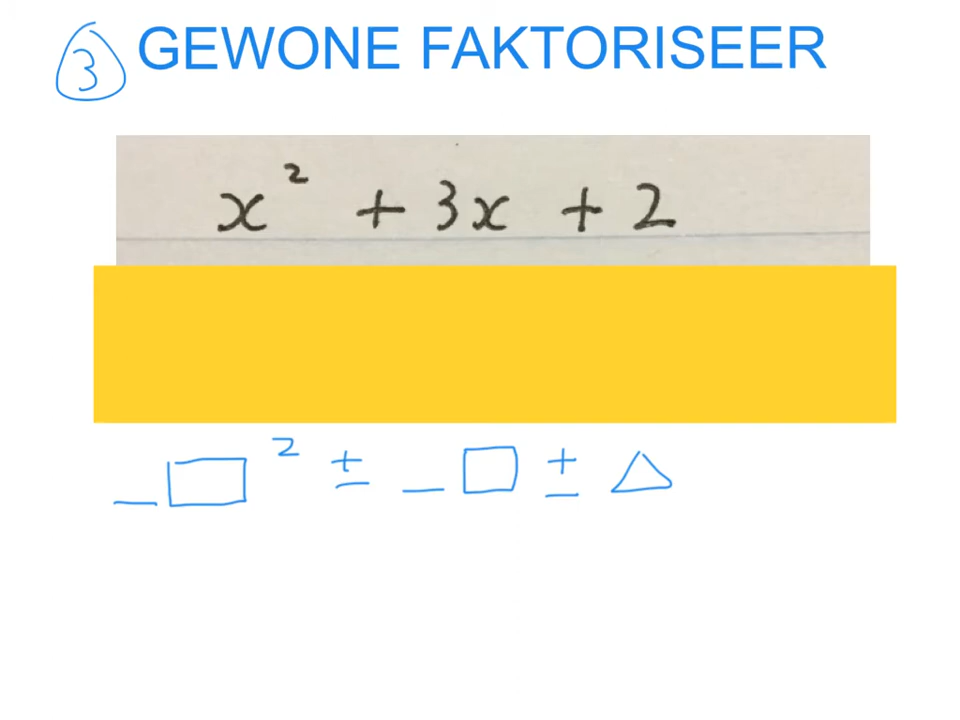 3 GEWONE FAKTORISEER
x² + 3x + 2
_□² ± _□ ± △